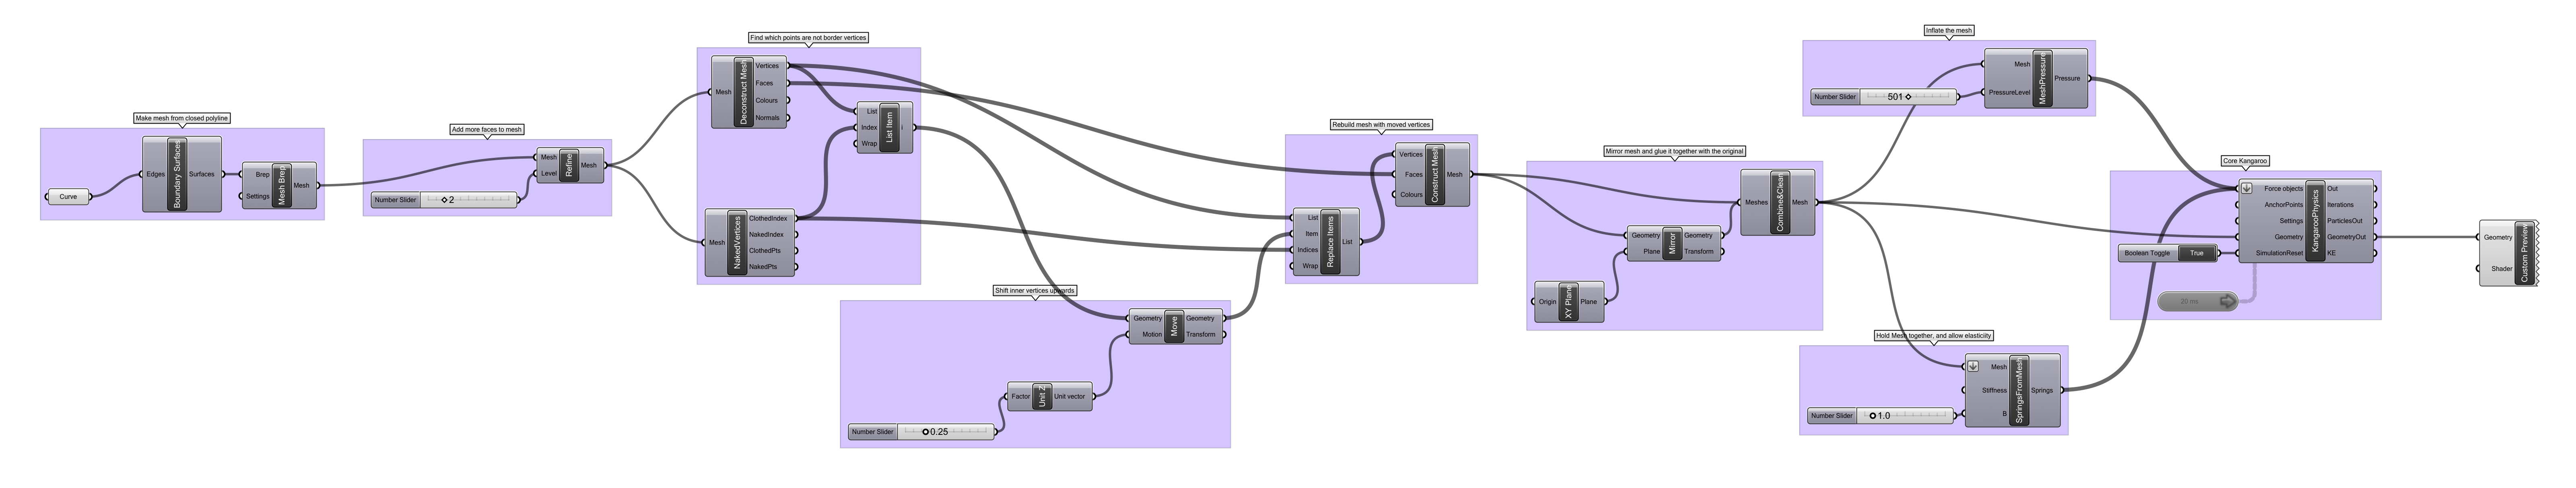 Make mesh from closed polyline
Curve
Edges
Boundary Surfaces
Surfaces
Brep
Settings
Mesh Brep
Mesh
Add more faces to mesh
Number Slider
2
Mesh
Level
Refine
Mesh
Find which points are not border vertices
Mesh
Deconstruct Mesh
Vertices
Faces
Colours
Normals
List
Index
Wrap
List Item
i
Mesh
NakedVertices
ClothedIndex
NakedIndex
ClothedPts
NakedPts
Shift inner vertices upwards
Number Slider
0.25
Factor
Unit Z
Unit vector
Geometry
Motion
Move
Geometry
Transform
Rebuild mesh with moved vertices
List
Item
Indices
Wrap
Replace Items
List
Vertices
Faces
Colours
Construct Mesh
Mesh
Mirror mesh and glue it together with the original
Origin
XY Plane
Plane
Geometry
Plane
Mirror
Geometry
Transform
Meshes
Combine&Clean
Mesh
Inflate the mesh
Number Slider
501
Mesh
PressureLevel
MeshPressure
Pressure
Hold Mesh together, and allow elasticiity
Number Slider
1.0
Mesh
Stiffness
B
SpringsFromMesh
Springs
Core Kangaroo
Boolean Toggle
True
20 ms
Force objects
AnchorPoints
Settings
Geometry
SimulationReset
KangarooPhysics
Out
Iterations
ParticlesOut
GeometryOut
KE
Geometry
Shader
Custom Preview